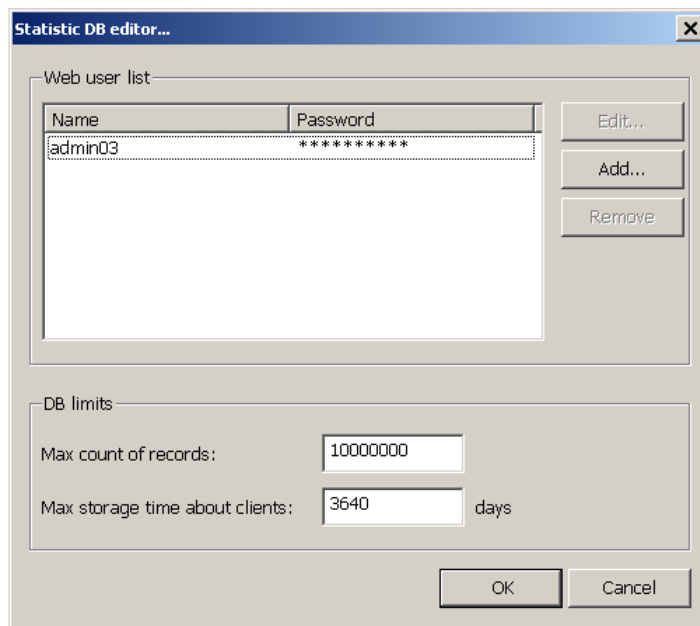 Statistic DB editor...
Web user list
Name Password
admin03 **********
Edit...
Add...
Remove
DB limits
Max count of records: 10000000
Max storage time about clients: 3640 days
OK Cancel